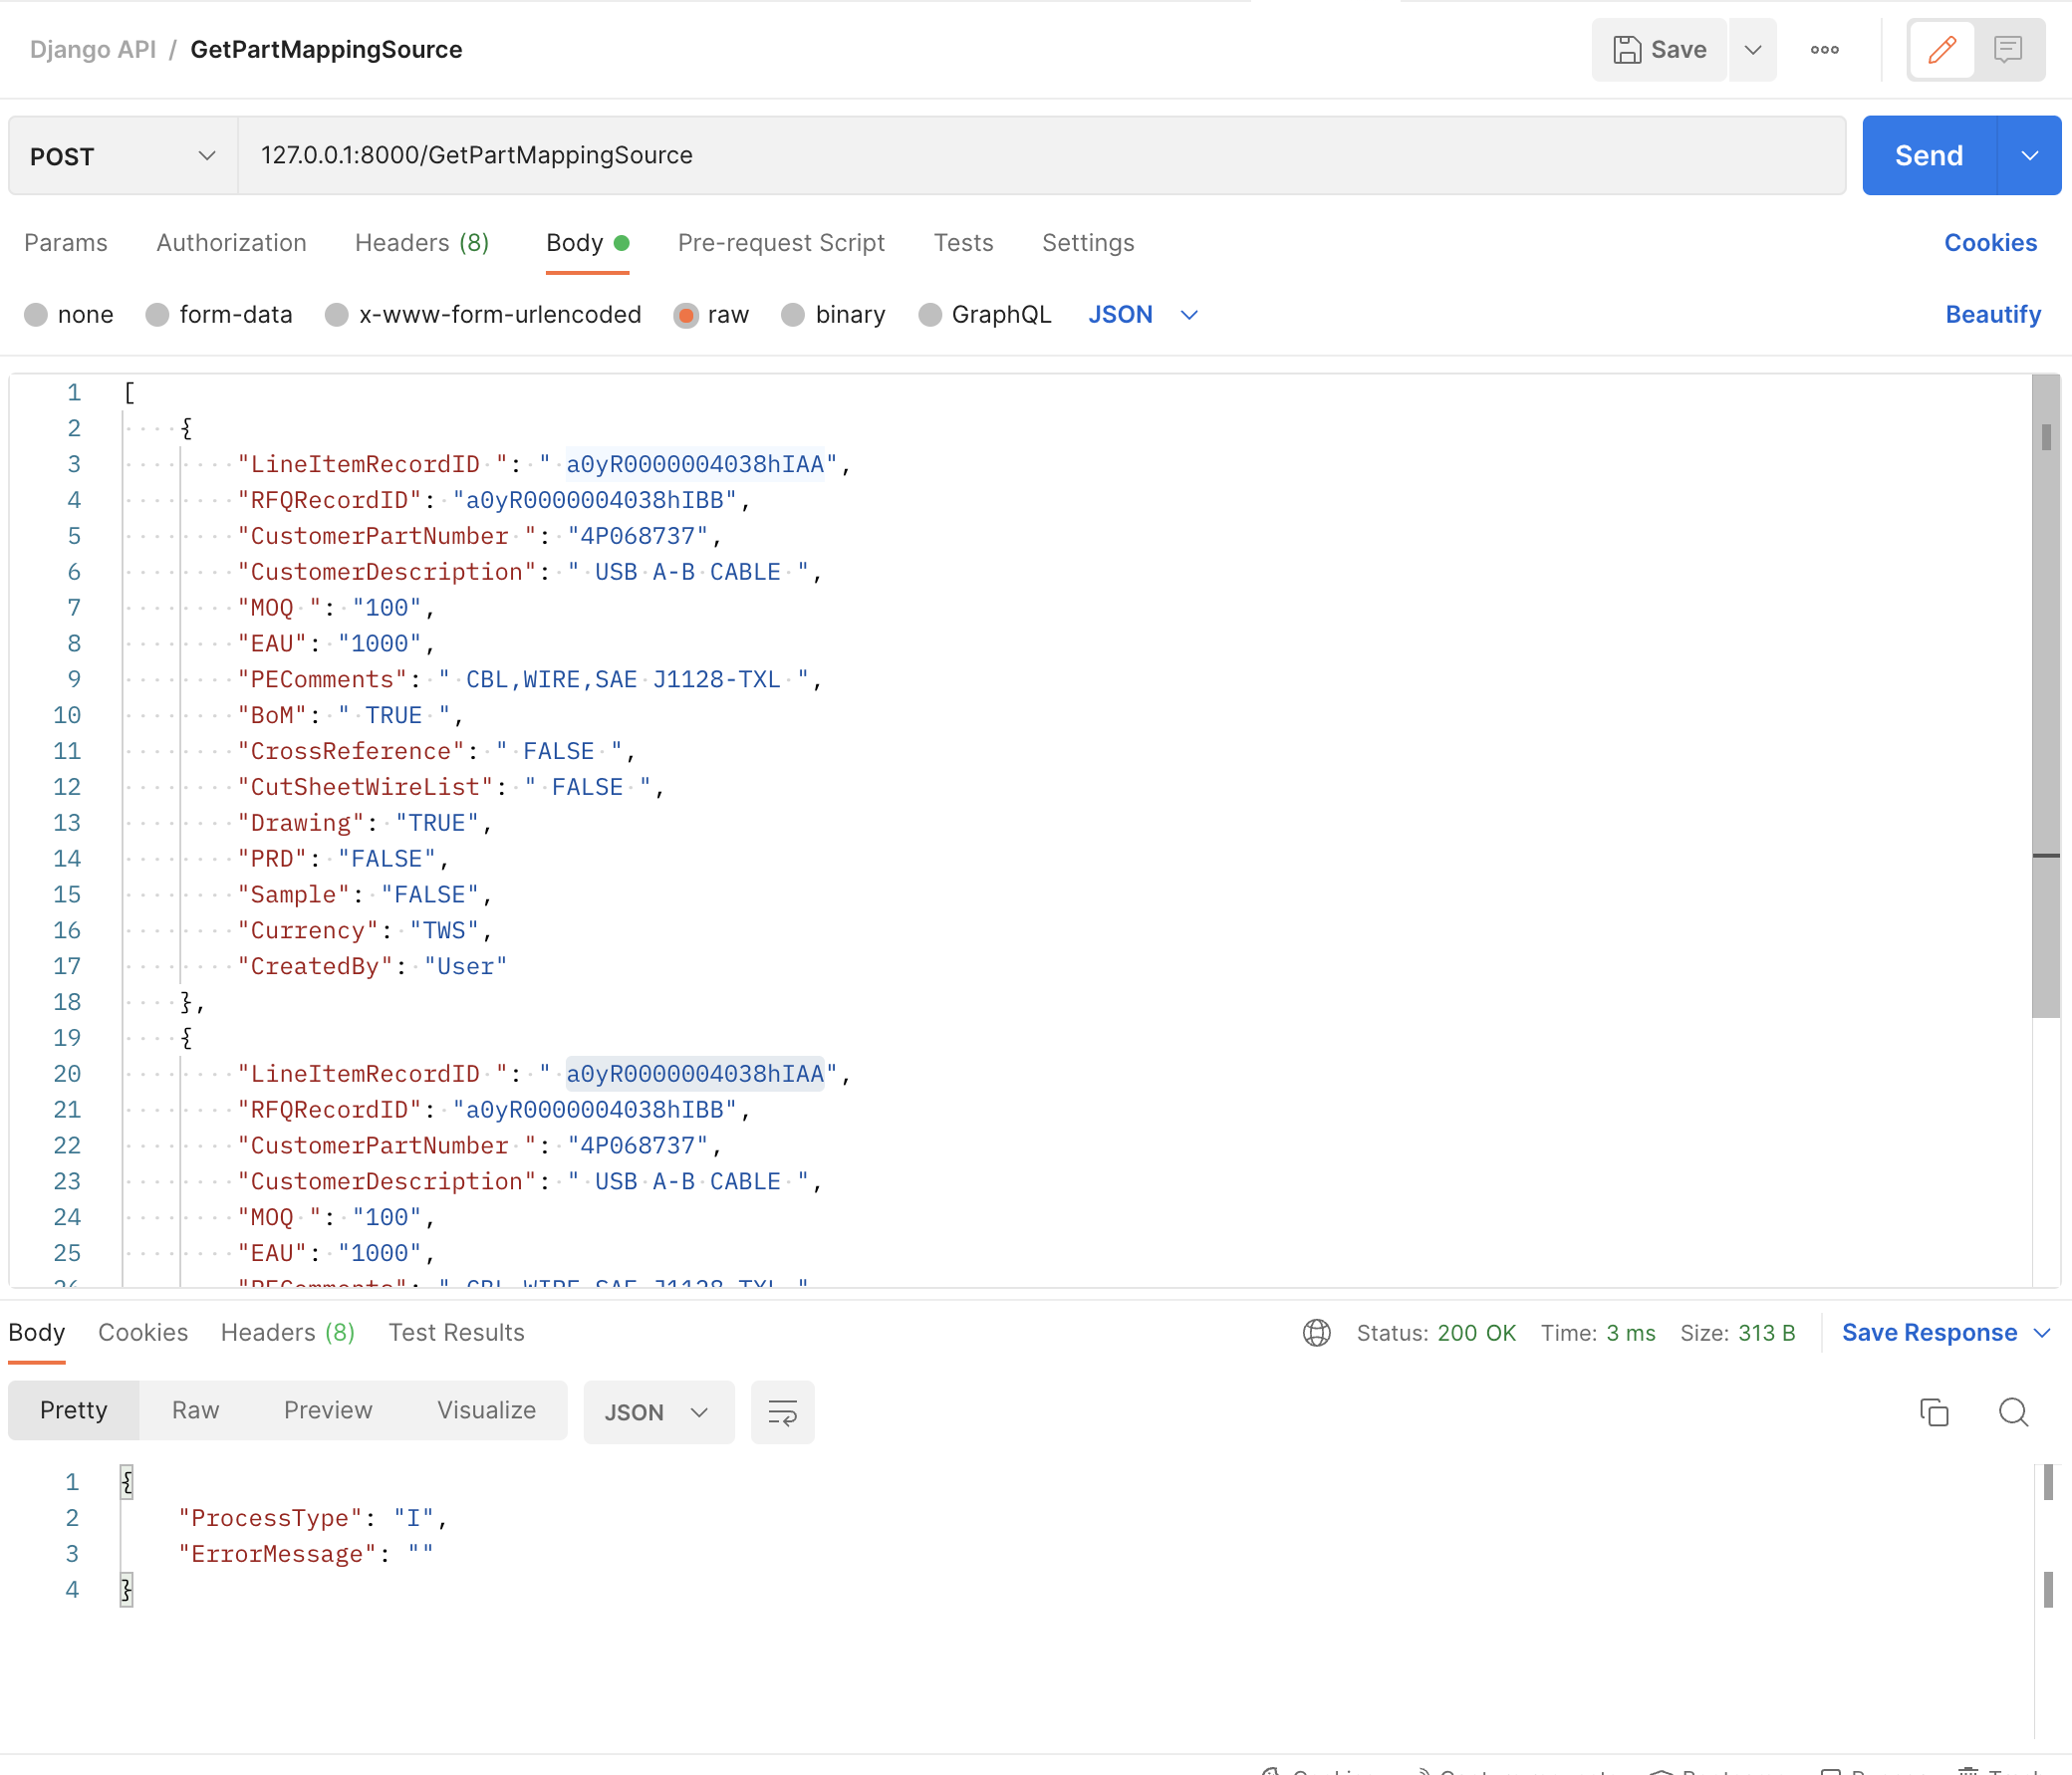 Django API / GetPartMappingSource
Save
POST
127.0.0.1:8000/GetPartMappingSource
Send
Params Authorization Headers (8) Body Pre-request Script Tests Settings Cookies
none form-data x-www-form-urlencoded raw binary GraphQL JSON Beautify
1 [
2 {
3 "LineItemRecordID ": " a0yR0000004038hIAA",
4 "RFQRecordID": "a0yR0000004038hIBB",
5 "CustomerPartNumber ": "4P068737",
6 "CustomerDescription": " USB A-B CABLE ",
7 "MOQ ": "100",
8 "EAU": "1000",
9 "PEComments": " CBL,WIRE,SAE J1128-TXL ",
10 "BoM": " TRUE ",
11 "CrossReference": " FALSE ",
12 "CutSheetWireList": " FALSE ",
13 "Drawing": "TRUE",
14 "PRD": "FALSE",
15 "Sample": "FALSE",
16 "Currency": "TWS",
17 "CreatedBy": "User"
18 },
19 {
20 "LineItemRecordID ": " a0yR0000004038hIAA",
21 "RFQRecordID": "a0yR0000004038hIBB",
22 "CustomerPartNumber ": "4P068737",
23 "CustomerDescription": " USB A-B CABLE ",
24 "MOQ ": "100",
25 "EAU": "1000",
26 "PEComments": " CBL,WIRE,SAE J1128-TXL "
Body Cookies Headers (8) Test Results Status: 200 OK Time: 3 ms Size: 313 B Save Response
Pretty Raw Preview Visualize JSON
1 {
2 "ProcessType": "I",
3 "ErrorMessage": ""
4 }